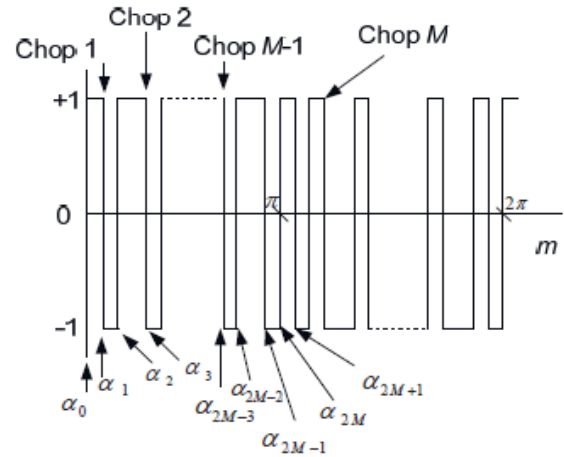 Chop 1
Chop 2
Chop M-1
Chop M
+1
0
-1
π
2π
m
α₀
α₁
α₂
α₃
α₂M₋₃
α₂M₋₂
α₂M₋₁
α₂M
α₂M₊₁